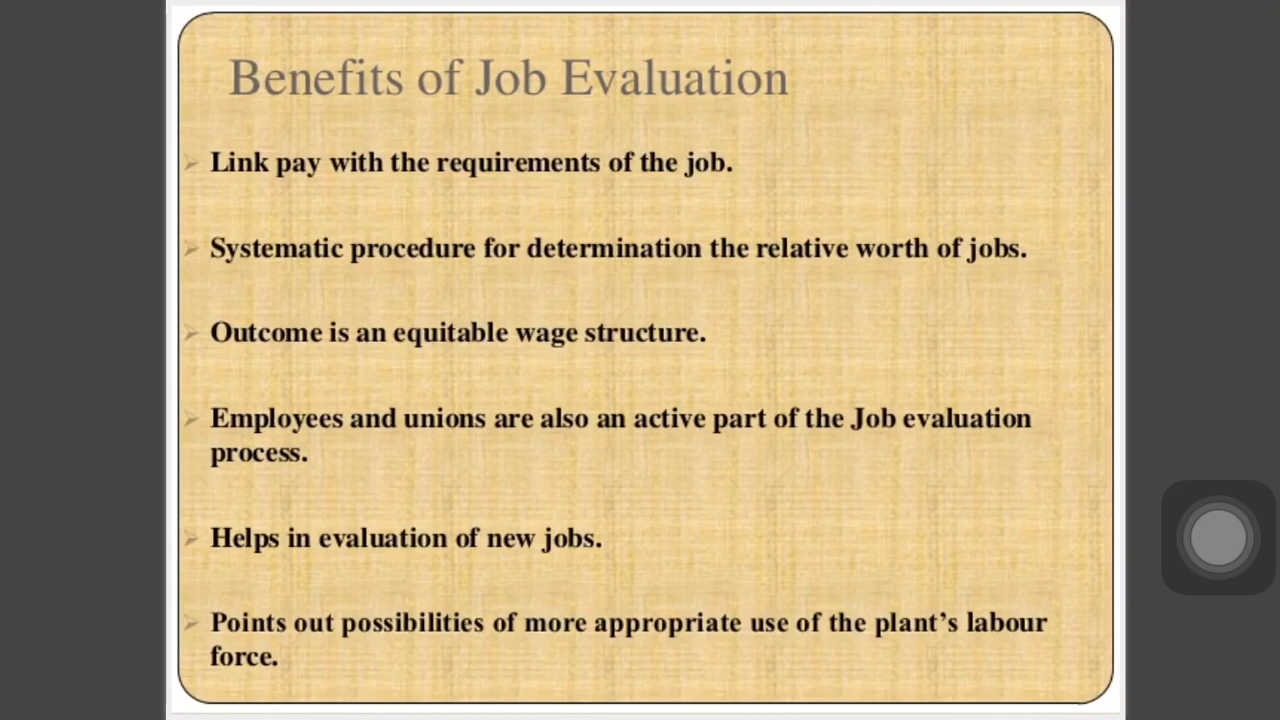 Benefits of Job Evaluation
Link pay with the requirements of the job.
Systematic procedure for determination the relative worth of jobs.
Outcome is an equitable wage structure.
Employees and unions are also an active part of the Job evaluation
process.
Helps in evaluation of new jobs.
Points out possibilities of more appropriate use of the plant’s labour
force.